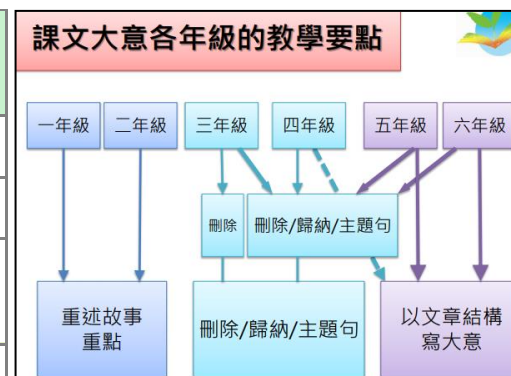 課文大意各年級的教學要點
一年級 二年級 三年級 四年級 五年級 六年級
刪除 刪除/歸納/主題句
重述故事
重點
刪除/歸納/主題句
以文章結構
寫大意